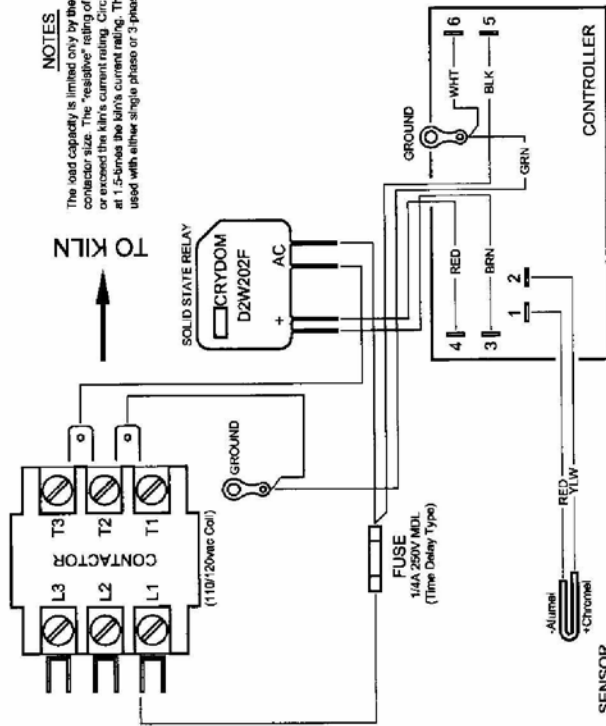 NOTES
The load capacity is limited only by the
contactor size. The "resistive" rating of
or exceed the kiln's current rating. Circ
at 1.5-times the kiln's current rating. Th
used with either single phase or 3-phas
TO KILN
SOLID STATE RELAY
CRYDOM
D2W202F
+
AC
CONTACTOR
L3
L2
L1
T3
T2
T1
(110/120vac Coil)
GROUND
FUSE
1/4A 250V MDL
(Time Delay Type)
GROUND
WHT
6
BLK
5
GRN
RED
4
BRN
3
1
2
CONTROLLER
RED
YLW
-Alumel
+Chromel
SENSOR